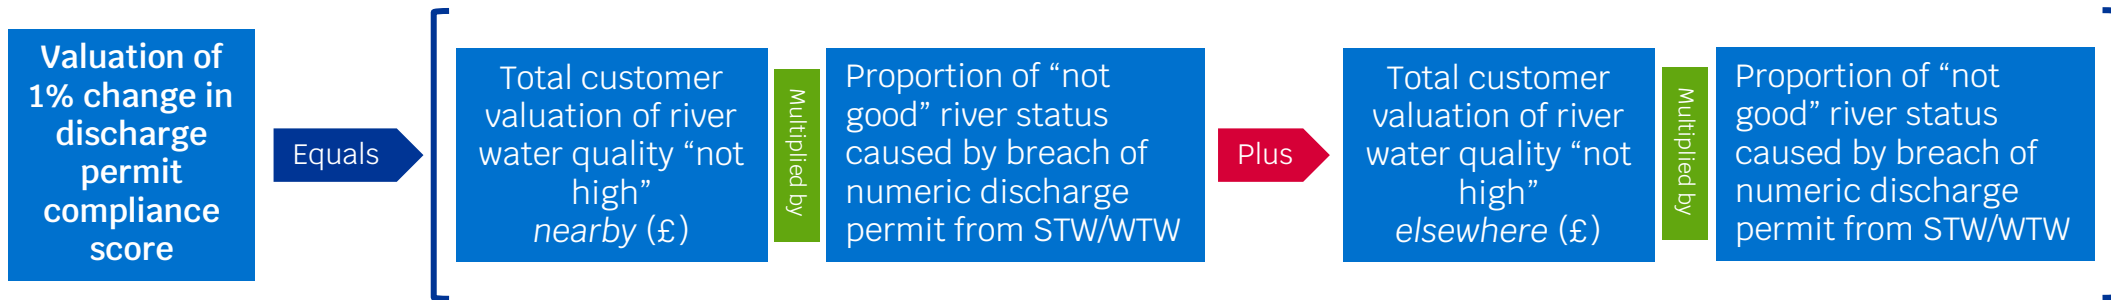 Valuation of
1% change in
discharge
permit
compliance
score
Equals
Total customer
valuation of river
water quality “not
high”
nearby (£)
Multiplied by
Proportion of “not
good” river status
caused by breach of
numeric discharge
permit from STW/WTW
Plus
Total customer
valuation of river
water quality “not
high”
elsewhere (£)
Multiplied by
Proportion of “not
good” river status
caused by breach of
numeric discharge
permit from STW/WTW